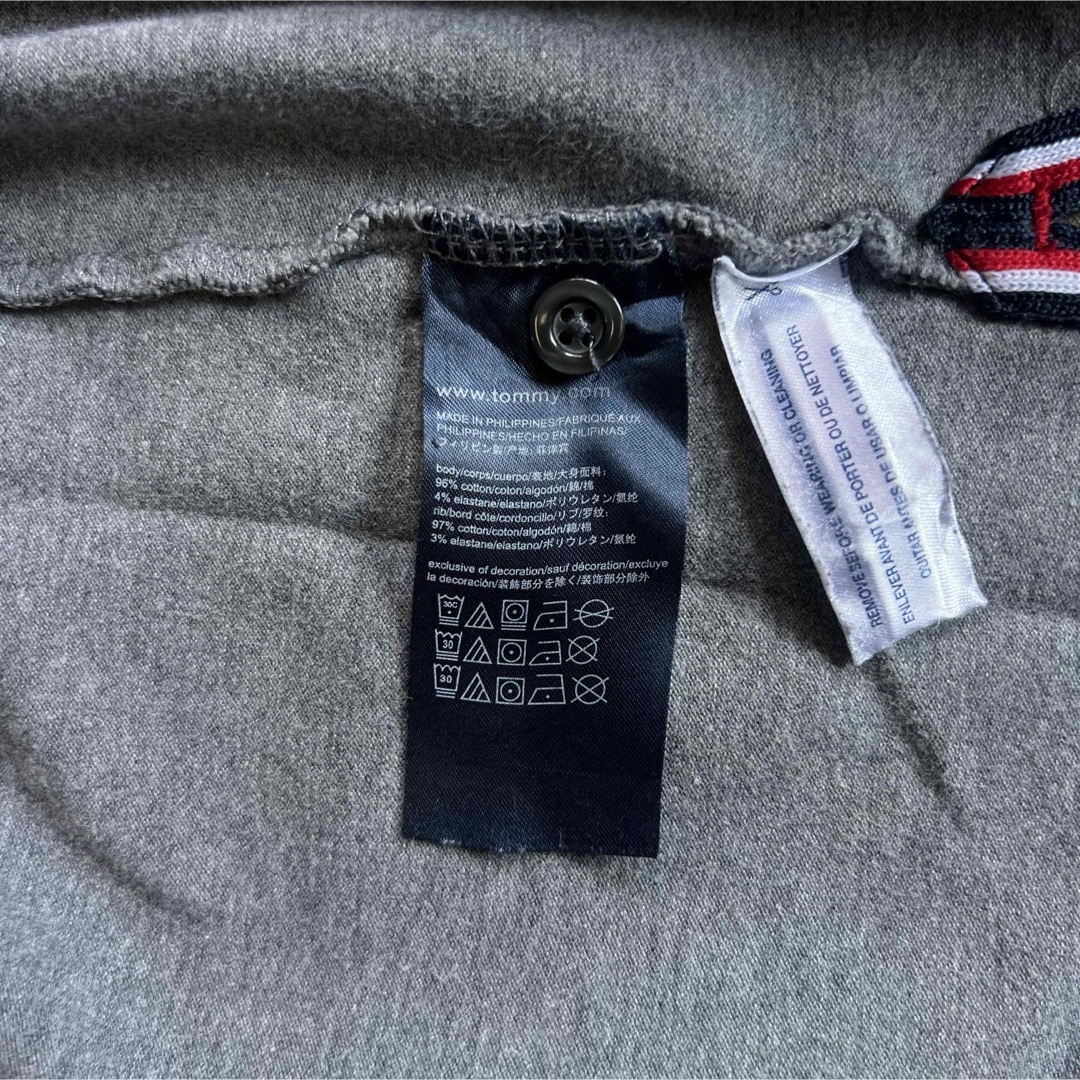 www.tommy.com
MADE IN PHILIPPINES/FABRIQUÉ AUX
PHILIPPINES/HECHO EN FILIPINAS/
フィリピン製/产地: 菲律宾
body/corps/cuerpo/表地/大身面料:
96% cotton/coton/algodón/綿/棉
4% elastane/elastano/ポリウレタン/氨纶
rib/bord côte/cordoncillo/リブ/罗纹:
97% cotton/coton/algodón/綿/棉
3% elastane/elastano/ポリウレタン/氨纶
exclusive of decoration/sauf décoration/excluye
la decoración/装飾部分を除く/装饰部分除外
30C
30
30
REMOVE BEFORE WEARING OR CLEANING
ENLEVER AVANT DE PORTER OU DE NETTOYER
QUITAR ANTES DE USAR O LIMPIAR